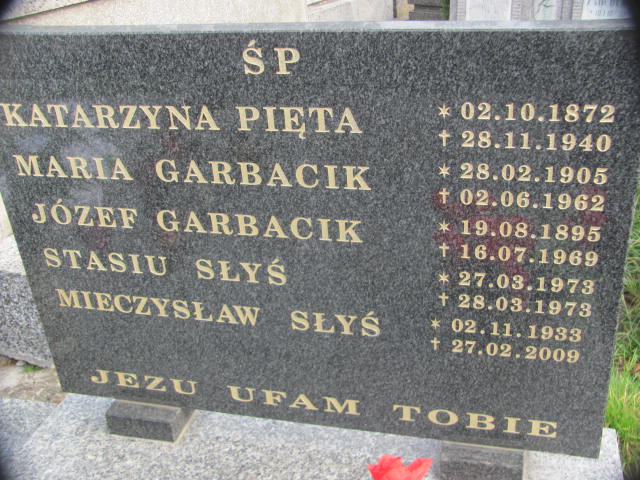 ŚP
KATARZYNA PIĘTA * 02.10.1872
† 28.11.1940
MARIA GARBACIK * 28.02.1905
† 02.06.1962
JÓZEF GARBACIK * 19.08.1895
† 16.07.1969
STASIU SŁYŚ * 27.03.1973
† 28.03.1973
MIECZYSŁAW SŁYŚ * 02.11.1933
† 27.02.2009
JEZU UFAM TOBIE